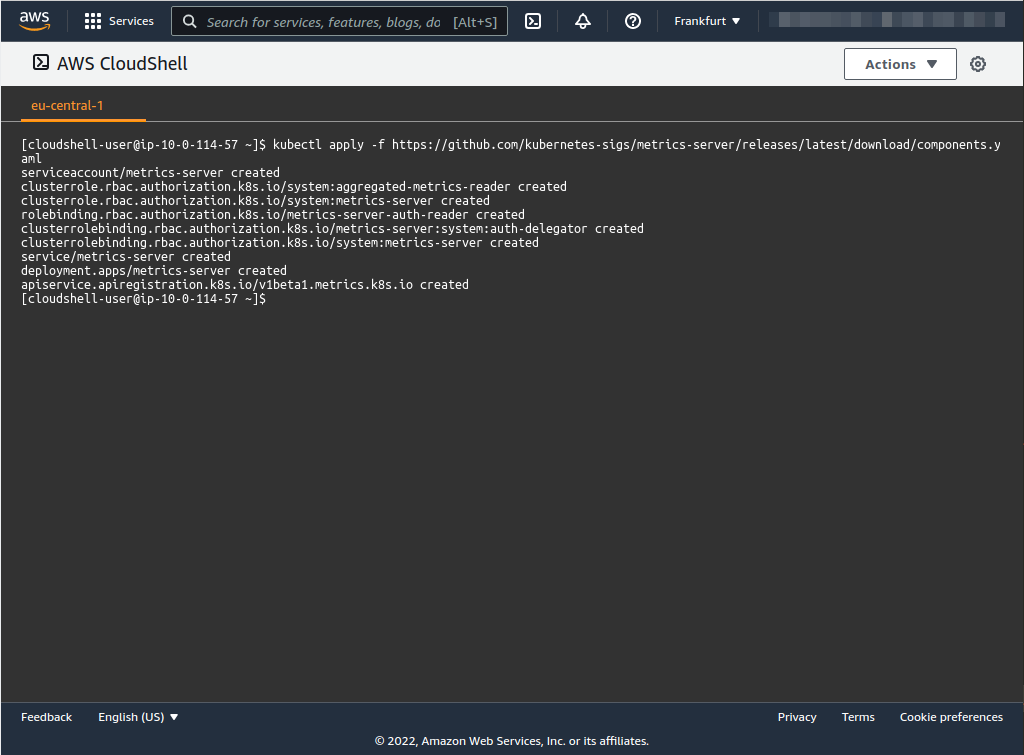 aws
Services
Search for services, features, blogs, do [Alt+S]
Frankfurt
AWS CloudShell
Actions
eu-central-1
[cloudshell-user@ip-10-0-114-57 ~]$ kubectl apply -f https://github.com/kubernetes-sigs/metrics-server/releases/latest/download/components.y
aml
serviceaccount/metrics-server created
clusterrole.rbac.authorization.k8s.io/system:aggregated-metrics-reader created
clusterrole.rbac.authorization.k8s.io/system:metrics-server created
rolebinding.rbac.authorization.k8s.io/metrics-server-auth-reader created
clusterrolebinding.rbac.authorization.k8s.io/metrics-server:system:auth-delegator created
clusterrolebinding.rbac.authorization.k8s.io/system:metrics-server created
service/metrics-server created
deployment.apps/metrics-server created
apiservice.apiregistration.k8s.io/v1beta1.metrics.k8s.io created
[cloudshell-user@ip-10-0-114-57 ~]$
Feedback
English (US)
Privacy
Terms
Cookie preferences
© 2022, Amazon Web Services, Inc. or its affiliates.